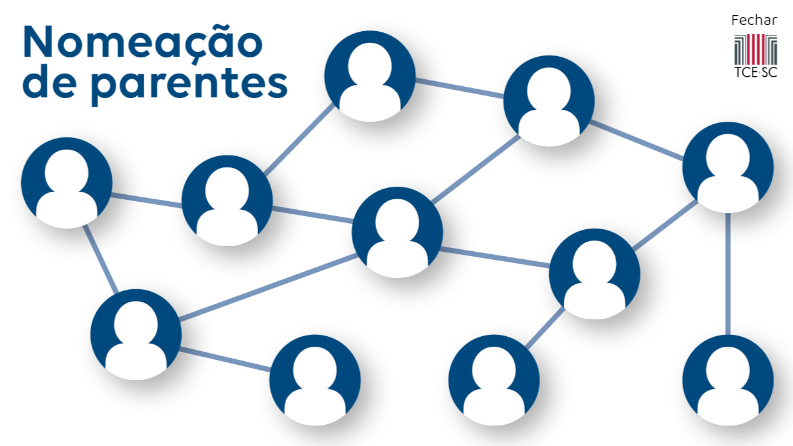 Nomeação
de parentes
Fechar
TCE·SC